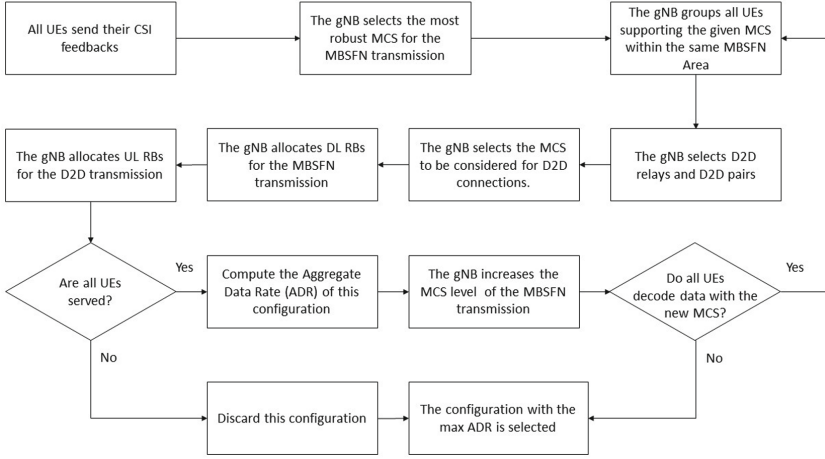 All UEs send their CSI
feedbacks
The gNB selects the most
robust MCS for the
MBSFN transmission
The gNB groups all UEs
supporting the given MCS
within the same MBSFN
Area
The gNB allocates UL RBs
for the D2D transmission
The gNB allocates DL RBs
for the MBSFN
transmission
The gNB selects the MCS
to be considered for D2D
connections.
The gNB selects D2D
relays and D2D pairs
Are all UEs
served?
Yes
Compute the Aggregate
Data Rate (ADR) of this
configuration
The gNB increases the
MCS level of the MBSFN
transmission
Do all UEs
decode data with the
new MCS?
Yes
No
No
Discard this configuration
The configuration with the
max ADR is selected